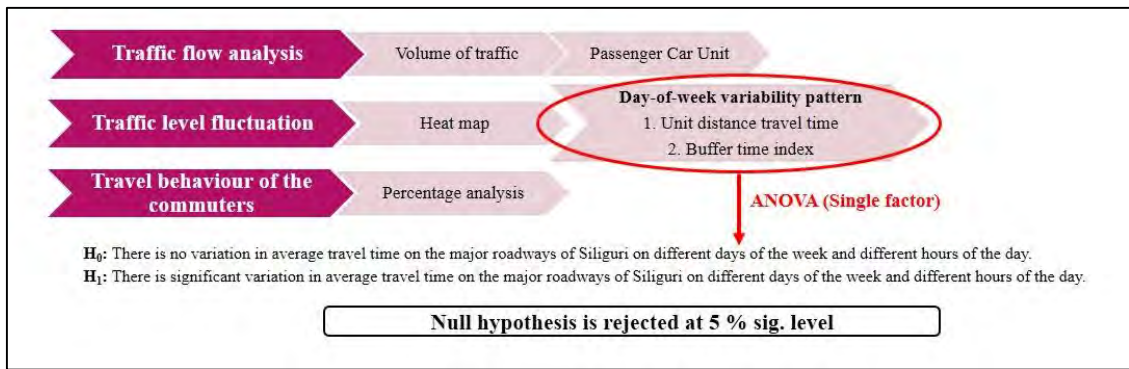 Traffic flow analysis
Volume of traffic
Passenger Car Unit
Traffic level fluctuation
Heat map
Day-of-week variability pattern
1. Unit distance travel time
2. Buffer time index
Travel behaviour of the
commuters
Percentage analysis
ANOVA (Single factor)
H₀: There is no variation in average travel time on the major roadways of Siliguri on different days of the week and different hours of the day.
H₁: There is significant variation in average travel time on the major roadways of Siliguri on different days of the week and different hours of the day.
Null hypothesis is rejected at 5 % sig. level